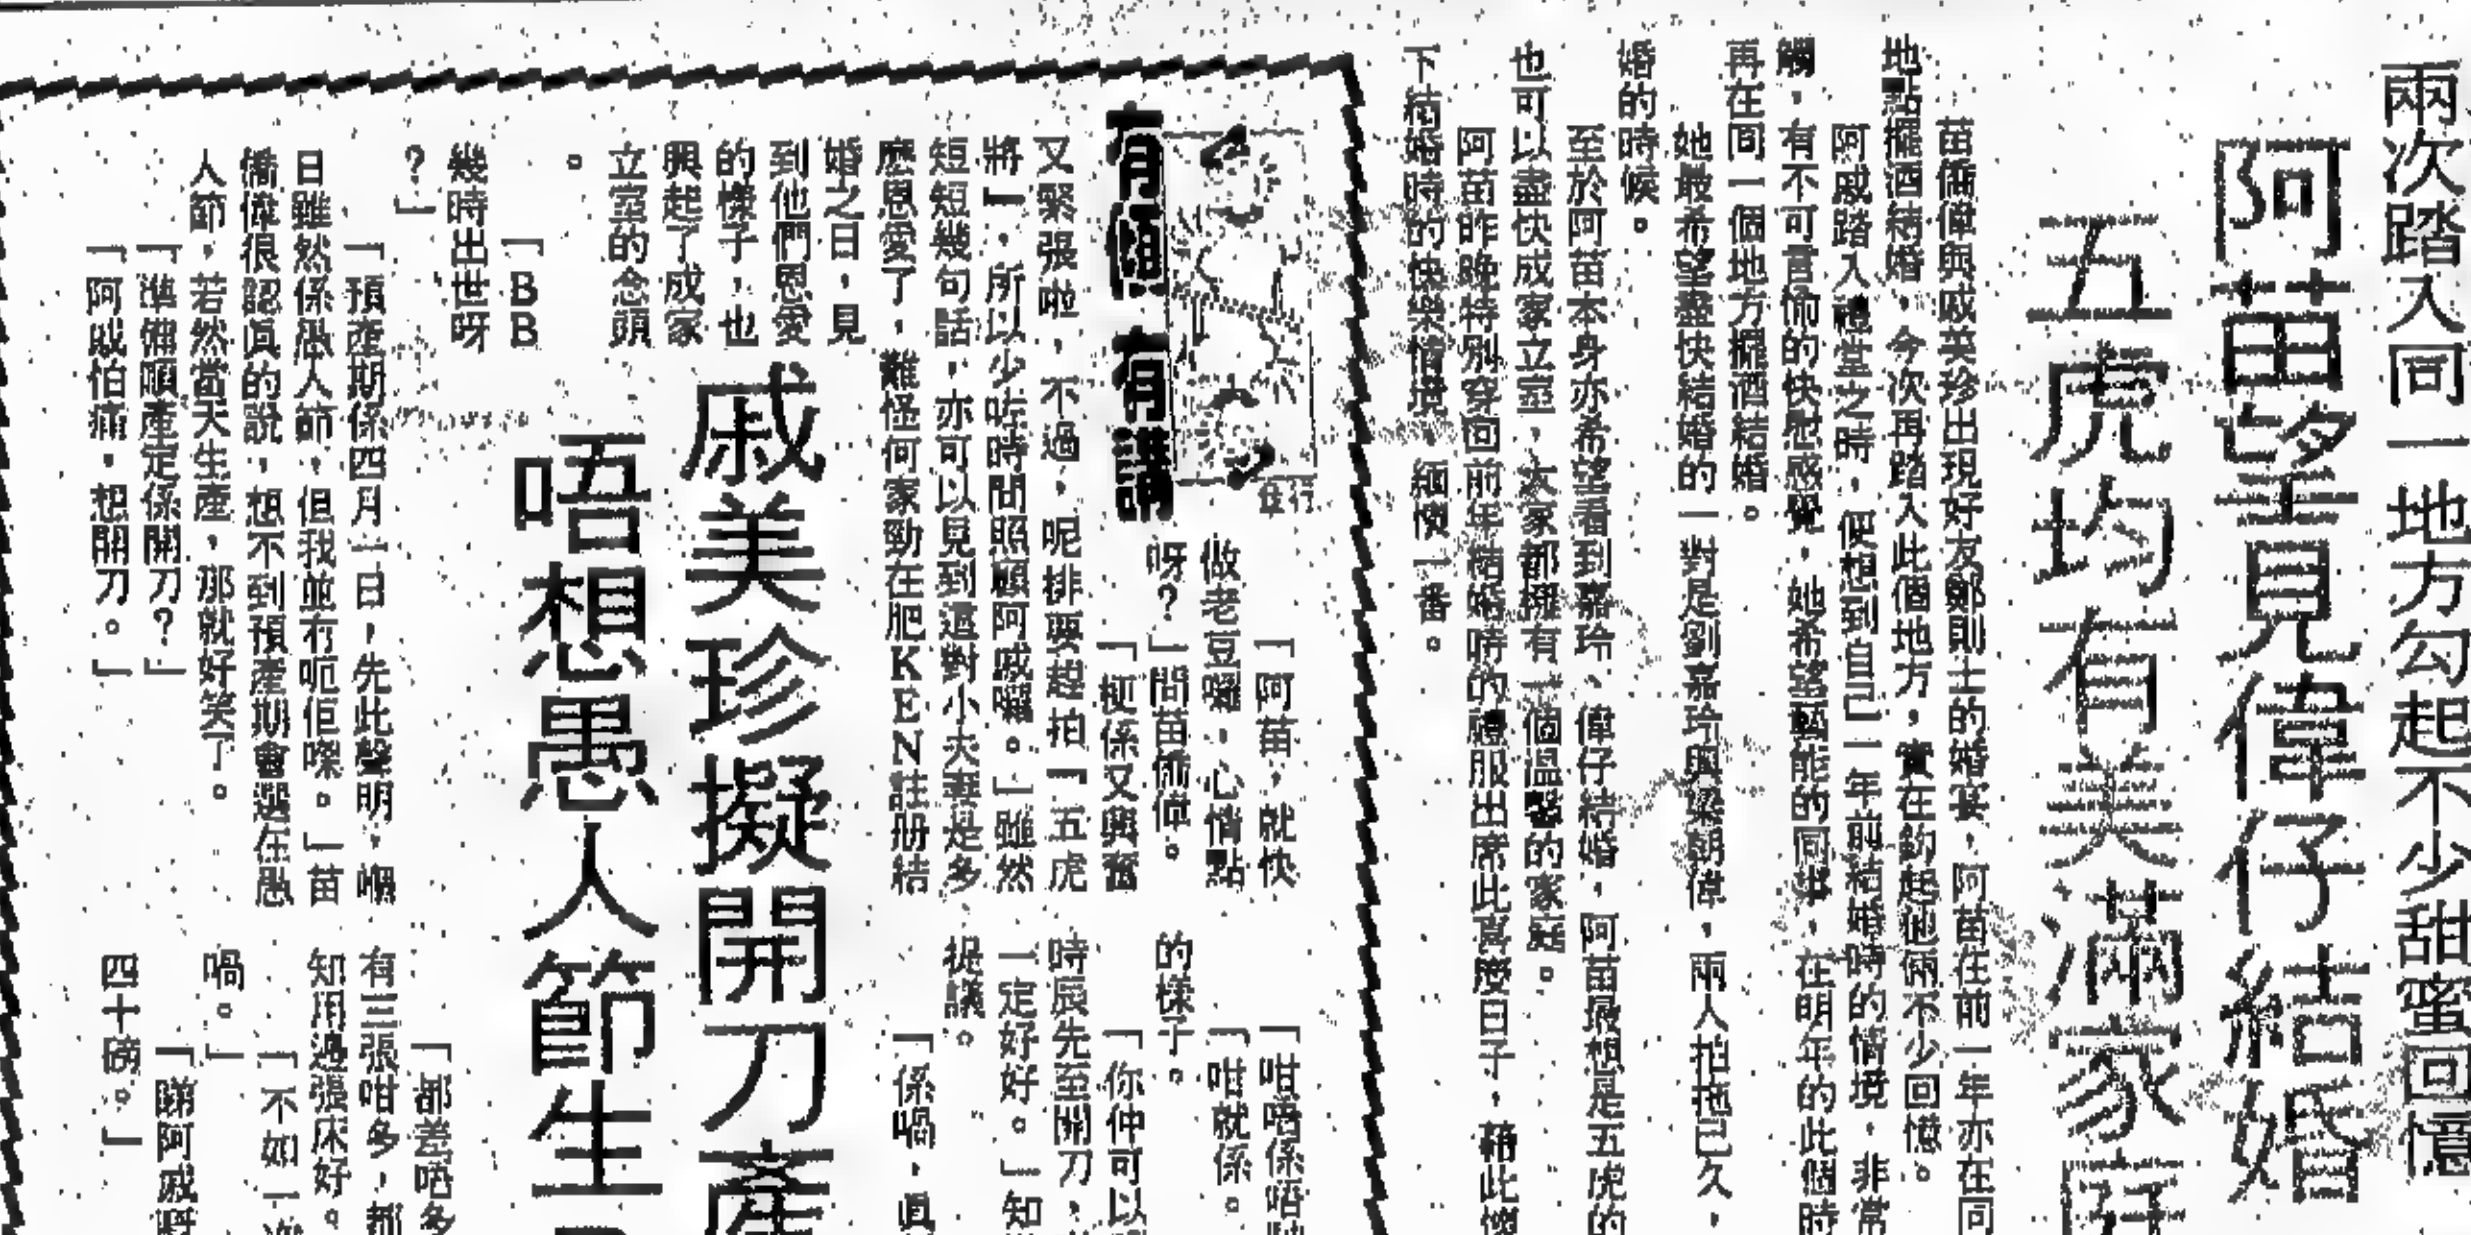 兩次踏入同一地方勾起不少甜蜜回憶
阿苗望見偉仔結婚
五虎均有美滿家庭
苗僑偉與戚美珍出現好友鄭則士的婚宴，阿苗在前一年亦在同
地點擺酒結婚，今次再踏入此個地方，實在勾起他倆不少回憶。
阿戚踏入禮堂之時，便想到自己一年前結婚時的情境，非常
觸，有不可言喻的快慰感覺，她希望藝能的同業，在明年的此個時
再在同一個地方擺酒結婚。
她最希望盡快結婚的一對是劉嘉玲與梁朝偉，兩人拍拖已久，
婚的時候。
至於阿苗本身亦希望看到嘉玲、偉仔結婚，阿苗最想是五虎的
也可以盡快成家立室，大家都擁有一個溫馨的家庭。
阿苗昨晚特別穿回前年結婚時的禮服出席此喜慶日子，藉此懷
下結婚時的快樂情境，緬懷一番。
有傾有講
「阿苗，就快
做老豆囉，心情點
呀？」問苗僑偉。
「梗係又興奮
又緊張啦，不過，呢排要趕拍「五虎
將」，所以少咗時間照顧阿戚囉。」雖然
短短幾句話，亦可以見到這對小夫妻是多
麼恩愛了，難怪何家勁在肥KEN註册結
婚之日，見
到他們恩愛
的樣子，也
興起了成家
立室的念頭
。
「BB
幾時出世呀
？」
戚美珍擬開刀產
唔想愚人節生
「預產期係四月一日，先此聲明，嗰
日雖然係愚人節，但我並冇呃佢㗎。」苗
僑偉很認眞的說，想不到預產期會選在愚
人節，若然當天生產，那就好笑了。
「準備順產定係開刀？」
「阿戚怕痛，想開刀。」
「咁唔係唔
「咁就係。
的樣子。
「你仲可以
時辰先至開刀，
一定好好。」知
提議。
「係喎，眞
「都差唔多
有三張咁多，都
知用過張床好。
「不如一次
喎。」
「睇阿戚
四十磅。」